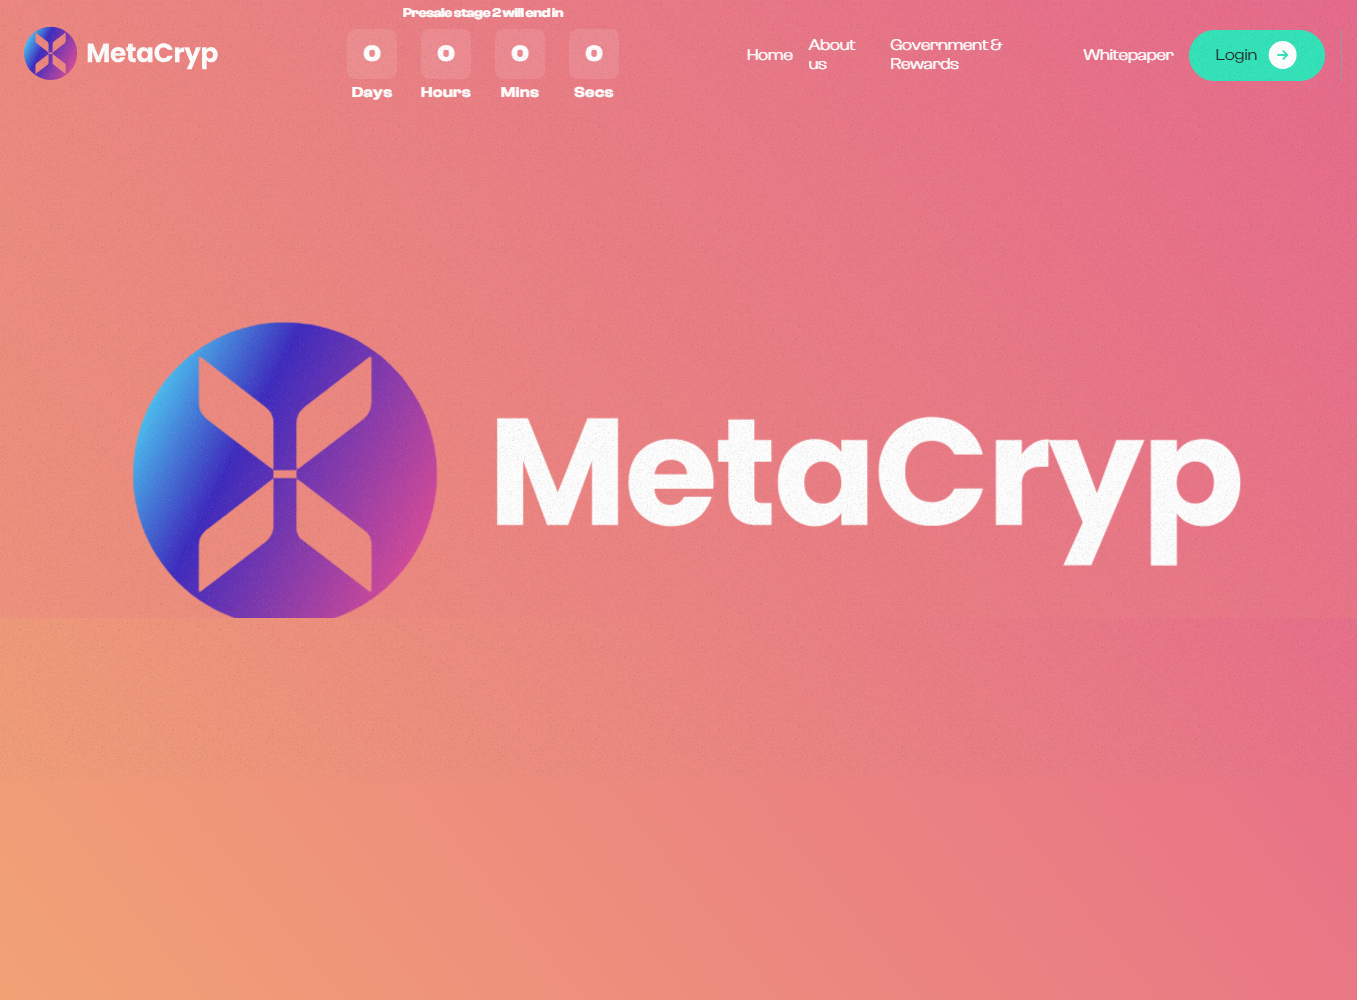 MetaCryp
Presale stage 2 will end in
0 0 0 0
Days Hours Mins Secs
Home
About
us
Government &
Rewards
Whitepaper
Login
MetaCryp